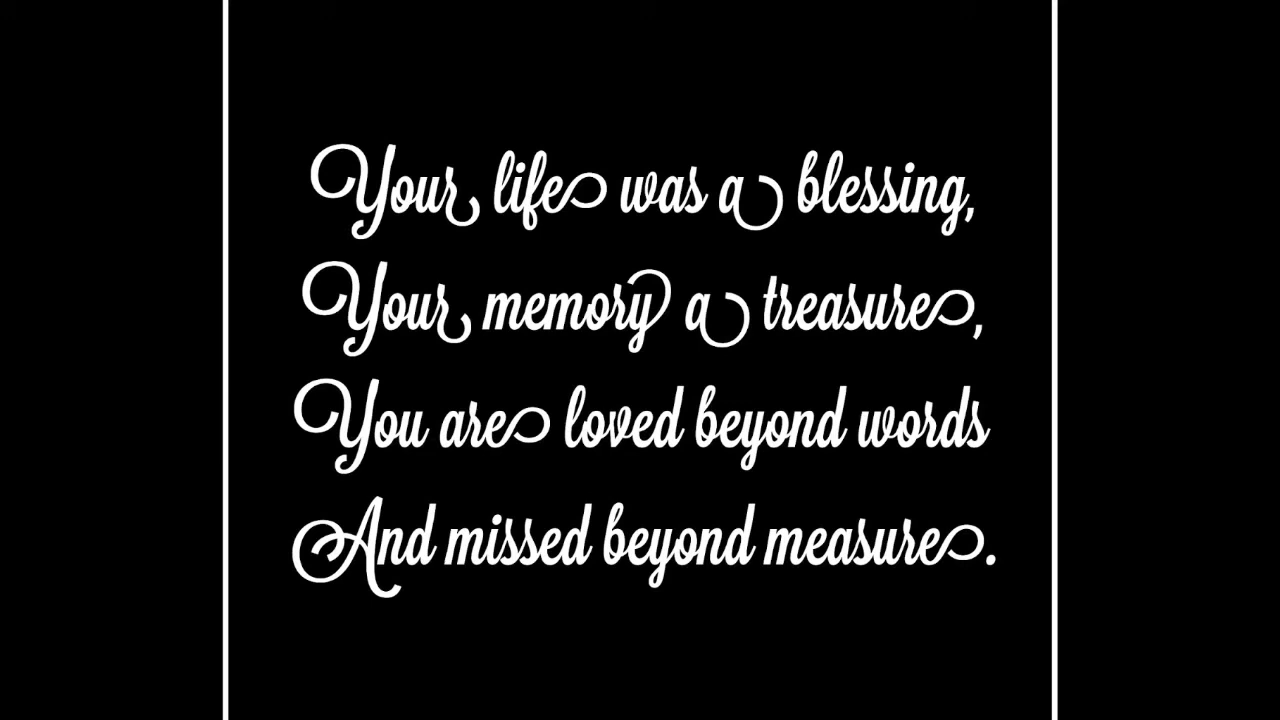 Your life was a blessing,
Your memory a treasure,
You are loved beyond words
And missed beyond measure.